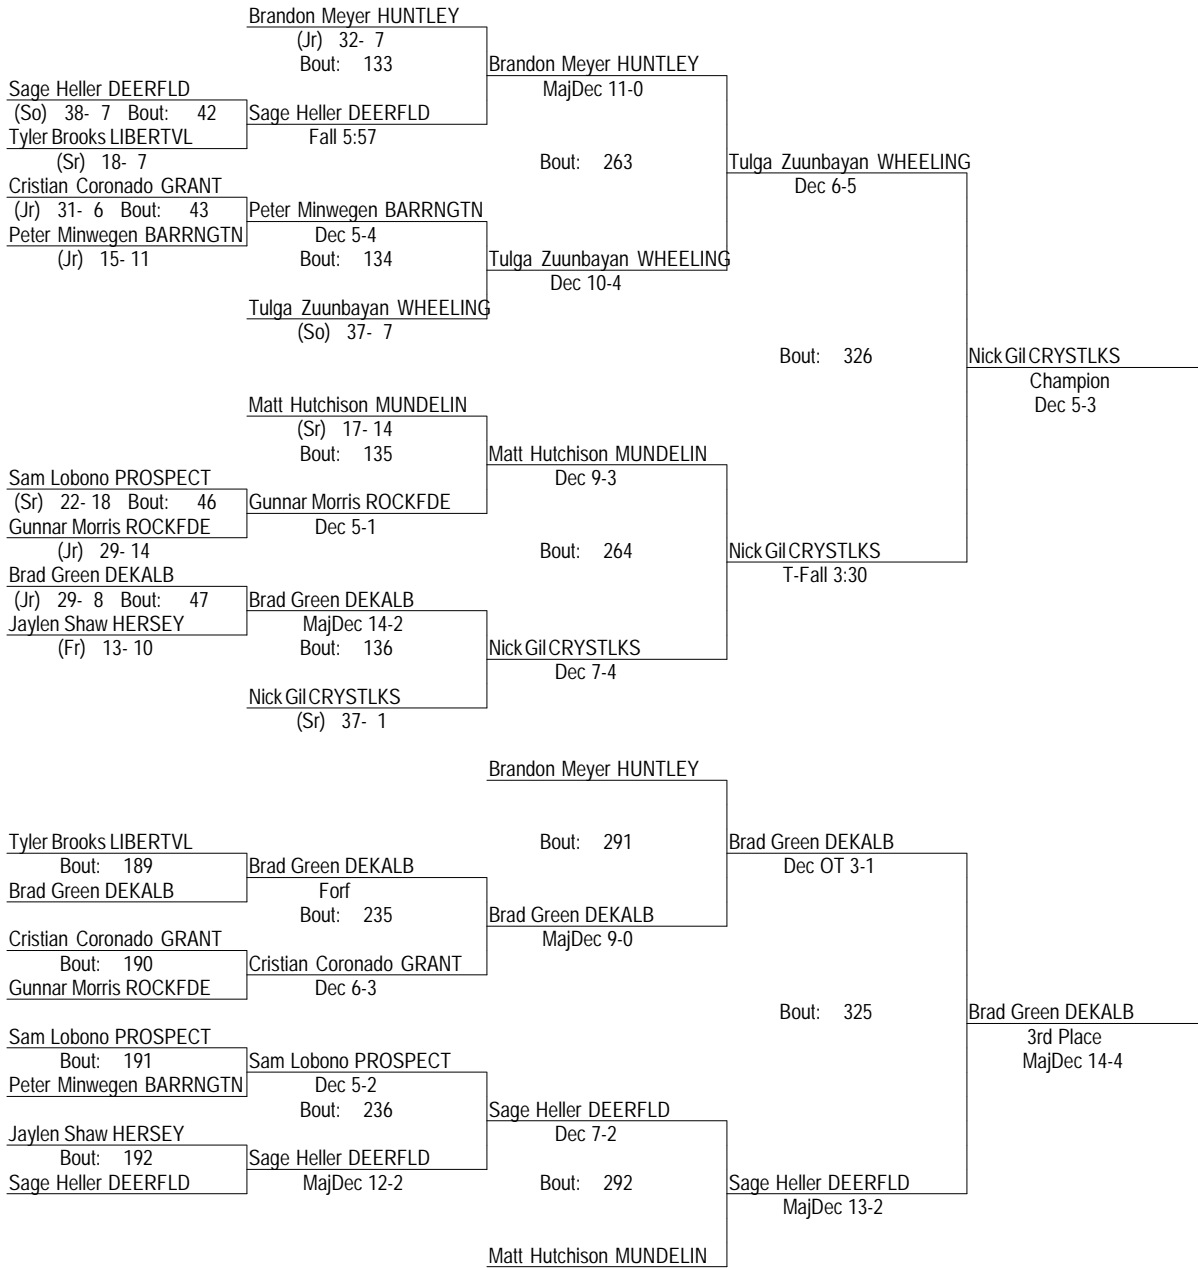 Brandon Meyer HUNTLEY
(Jr) 32- 7
Bout: 133
Brandon Meyer HUNTLEY
MajDec 11-0
Sage Heller DEERFLD
(So) 38- 7 Bout: 42
Sage Heller DEERFLD
Fall 5:57
Tyler Brooks LIBERTVL
(Sr) 18- 7
Bout: 263
Tulga Zuunbayan WHEELING
Dec 6-5
Cristian Coronado GRANT
(Jr) 31- 6 Bout: 43
Peter Minwegen BARRNGTN
Dec 5-4
Peter Minwegen BARRNGTN
(Jr) 15- 11
Bout: 134
Tulga Zuunbayan WHEELING
Dec 10-4
Tulga Zuunbayan WHEELING
(So) 37- 7
Bout: 326
Nick Gil CRYSTLKS
Champion
Dec 5-3
Matt Hutchison MUNDELIN
(Sr) 17- 14
Bout: 135
Matt Hutchison MUNDELIN
Dec 9-3
Sam Lobono PROSPECT
(Sr) 22- 18 Bout: 46
Gunnar Morris ROCKFDE
Dec 5-1
Gunnar Morris ROCKFDE
(Jr) 29- 14
Bout: 264
Nick Gil CRYSTLKS
T-Fall 3:30
Brad Green DEKALB
(Jr) 29- 8 Bout: 47
Brad Green DEKALB
MajDec 14-2
Jaylen Shaw HERSEY
(Fr) 13- 10
Bout: 136
Nick Gil CRYSTLKS
Dec 7-4
Nick Gil CRYSTLKS
(Sr) 37- 1
Brandon Meyer HUNTLEY
Tyler Brooks LIBERTVL
Bout: 189
Brad Green DEKALB
Brad Green DEKALB
Forf
Bout: 291
Brad Green DEKALB
Dec OT 3-1
Bout: 235
Brad Green DEKALB
MajDec 9-0
Cristian Coronado GRANT
Bout: 190
Gunnar Morris ROCKFDE
Cristian Coronado GRANT
Dec 6-3
Bout: 325
Brad Green DEKALB
3rd Place
MajDec 14-4
Sam Lobono PROSPECT
Bout: 191
Peter Minwegen BARRNGTN
Sam Lobono PROSPECT
Dec 5-2
Bout: 236
Sage Heller DEERFLD
Dec 7-2
Jaylen Shaw HERSEY
Bout: 192
Sage Heller DEERFLD
Sage Heller DEERFLD
MajDec 12-2
Bout: 292
Sage Heller DEERFLD
MajDec 13-2
Matt Hutchison MUNDELIN